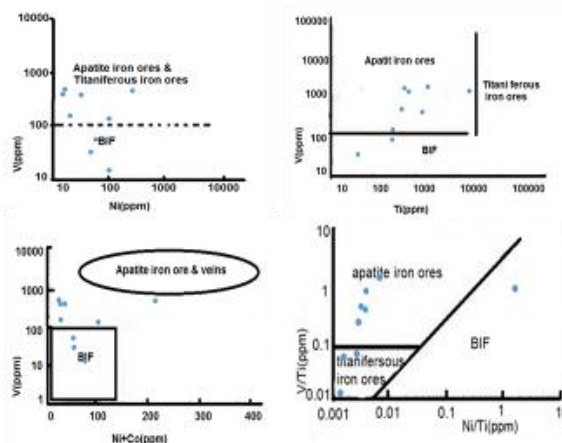 10000
1000
100
10
V(ppm)
Apatite iron ores &
Titaniferous iron ores
BIF
10
100
1000
10000
Ni(ppm)
100000
10000
1000
100
10
V(ppm)
Apatit iron ores
Titani ferous
iron ores
BIF
10
100
1000
10000
100000
Ti(ppm)
10000
1000
100
10
1
V(ppm)
Apatite iron ore & veins
BIF
0
100
200
300
400
Ni+Co(ppm)
10
1
0.1
0.01
V/Ti(ppm)
apatite iron ores
titanifersous
iron ores
BIF
0.001
0.01
0.1
1
10
Ni/Ti(ppm)